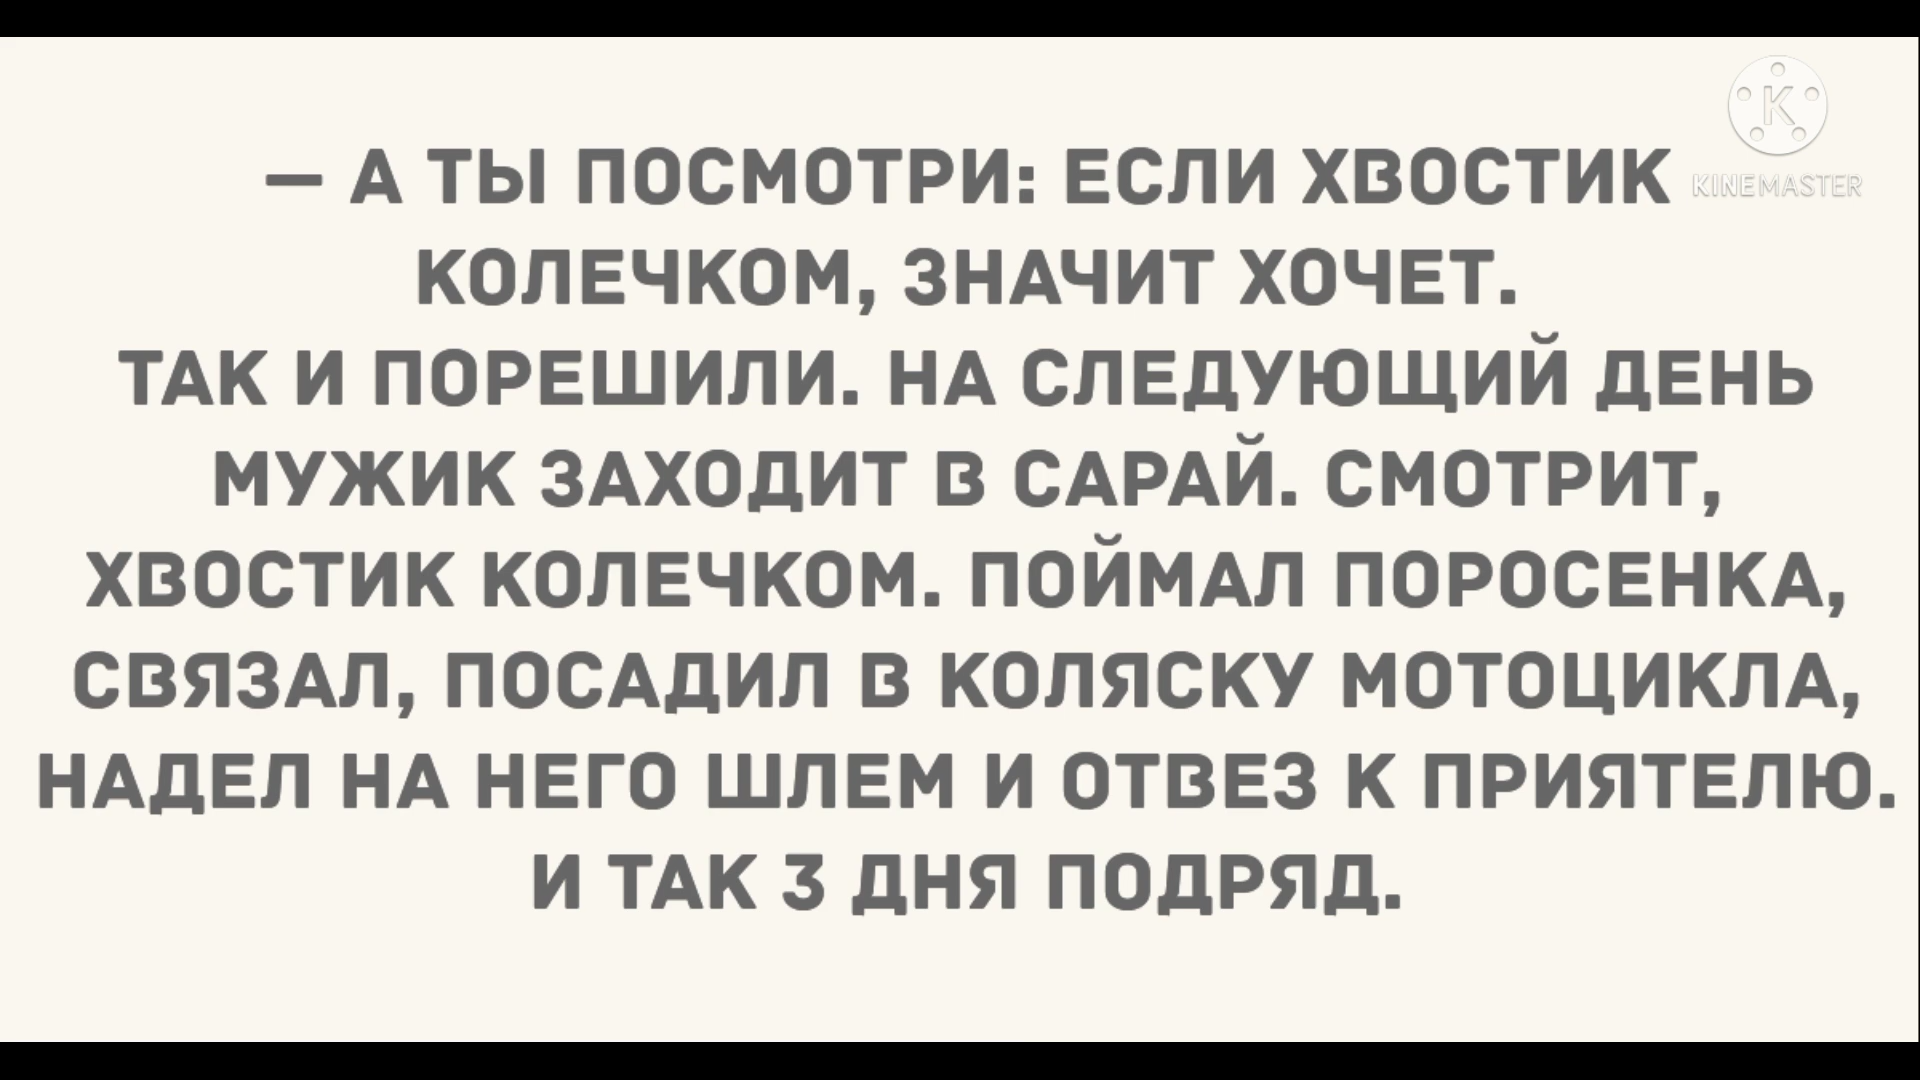 — А ТЫ ПОСМОТРИ: ЕСЛИ ХВОСТИК
КОЛЕЧКОМ, ЗНАЧИТ ХОЧЕТ.
ТАК И ПОРЕШИЛИ. НА СЛЕДУЮЩИЙ ДЕНЬ
МУЖИК ЗАХОДИТ В САРАЙ. СМОТРИТ,
ХВОСТИК КОЛЕЧКОМ. ПОЙМАЛ ПОРОСЕНКА,
СВЯЗАЛ, ПОСАДИЛ В КОЛЯСКУ МОТОЦИКЛА,
НАДЕЛ НА НЕГО ШЛЕМ И ОТВЕЗ К ПРИЯТЕЛЮ.
И ТАК 3 ДНЯ ПОДРЯД.
K
KINEMASTER